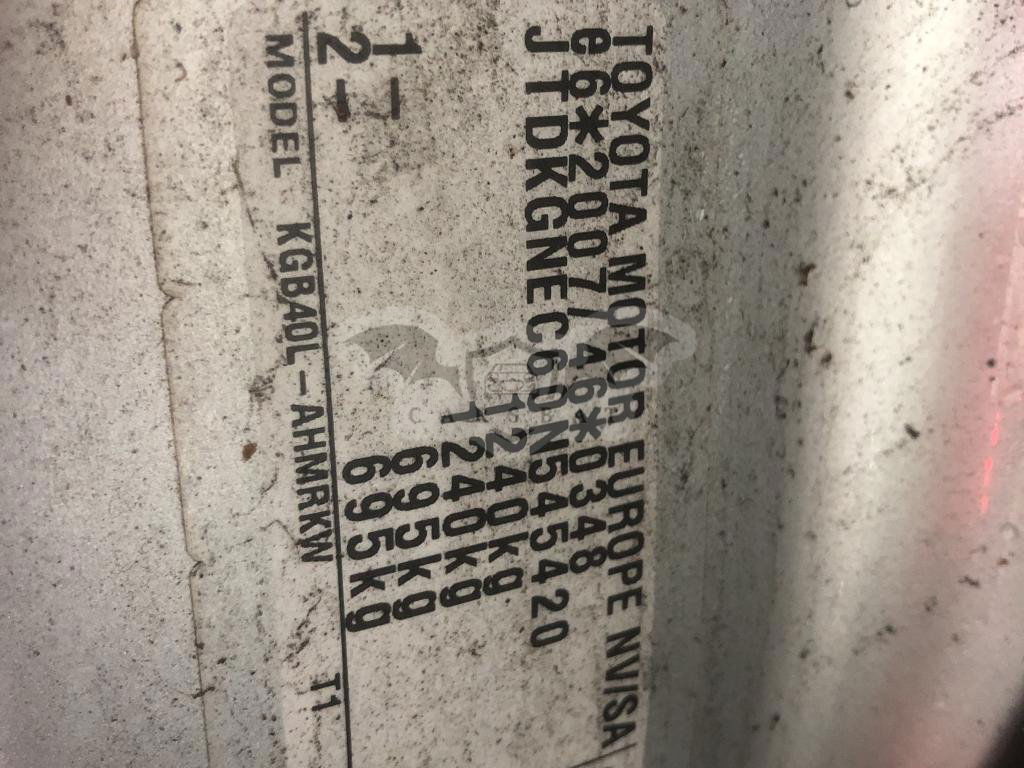 TOYOTA MOTOR EUROPE NV/SA
e6*2007/46*0348
JTDKGNEC60N545420
1240kg
1240kg
1- 695kg
2- 695kg
MODEL KGB40L-AHMRKW T1